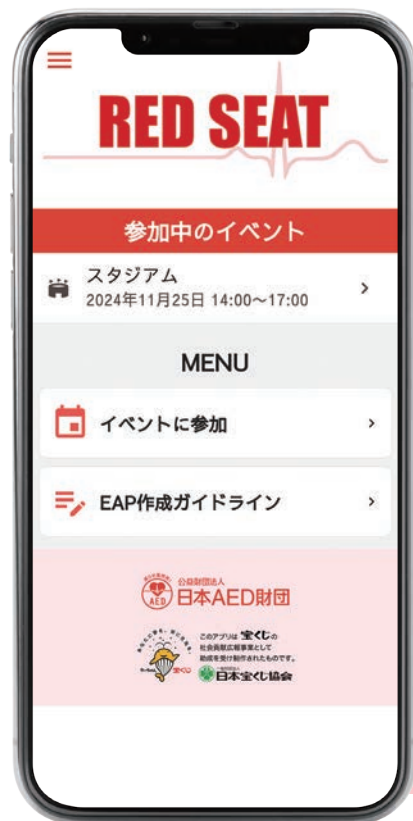 RED SEAT
参加中のイベント
スタジアム
2024年11月25日 14:00〜17:00
MENU
イベントに参加
EAP作成ガイドライン
公益財団法人
AED
日本AED財団
このアプリは 宝くじの
社会貢献広報事業として
助成を受け制作されたものです。
宝くじ
日本宝くじ協会